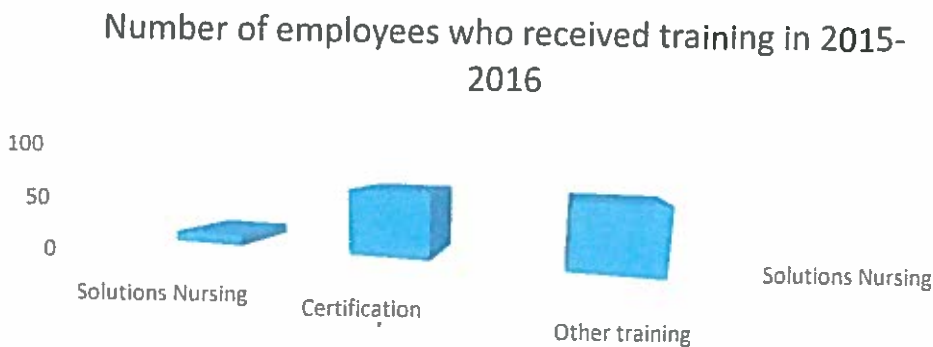 Number of employees who received training in 2015-
2016
100
50
0
Solutions Nursing
Certification
Other training
Solutions Nursing